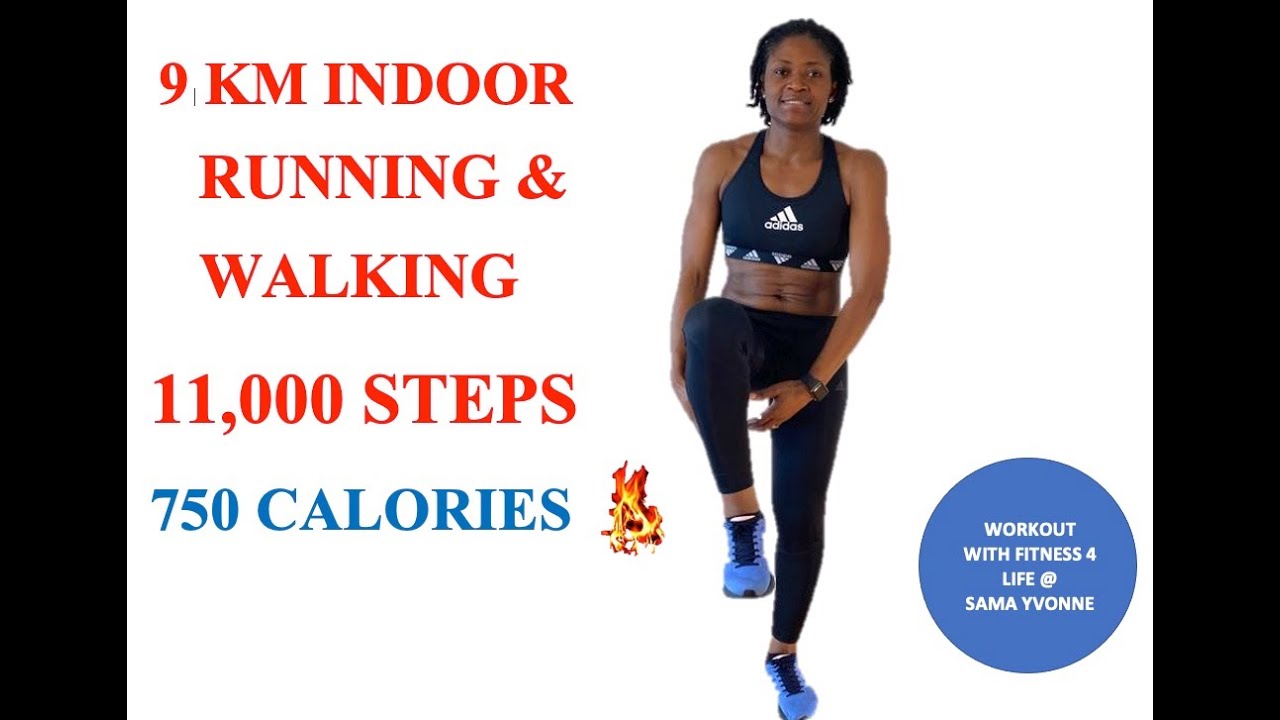 9 KM INDOOR
RUNNING &
WALKING
11,000 STEPS
750 CALORIES
adidas
WORKOUT
WITH FITNESS 4
LIFE @
SAMA YVONNE